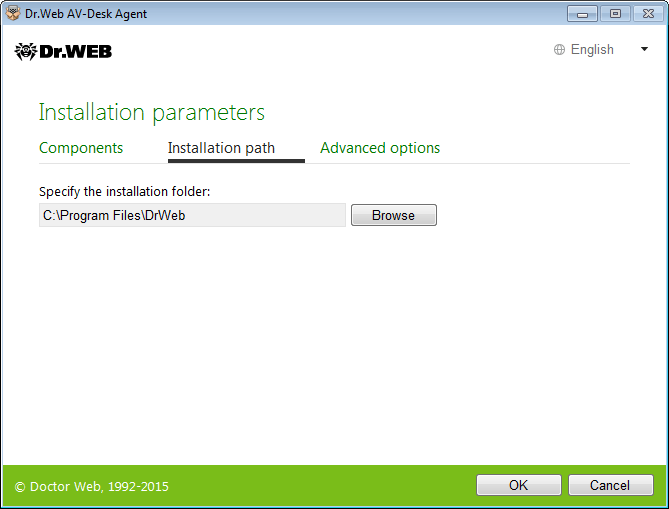 Dr.Web AV-Desk Agent
Dr.WEB
English
Installation parameters
Components Installation path Advanced options
Specify the installation folder:
C:\Program Files\DrWeb Browse
© Doctor Web, 1992-2015 OK Cancel